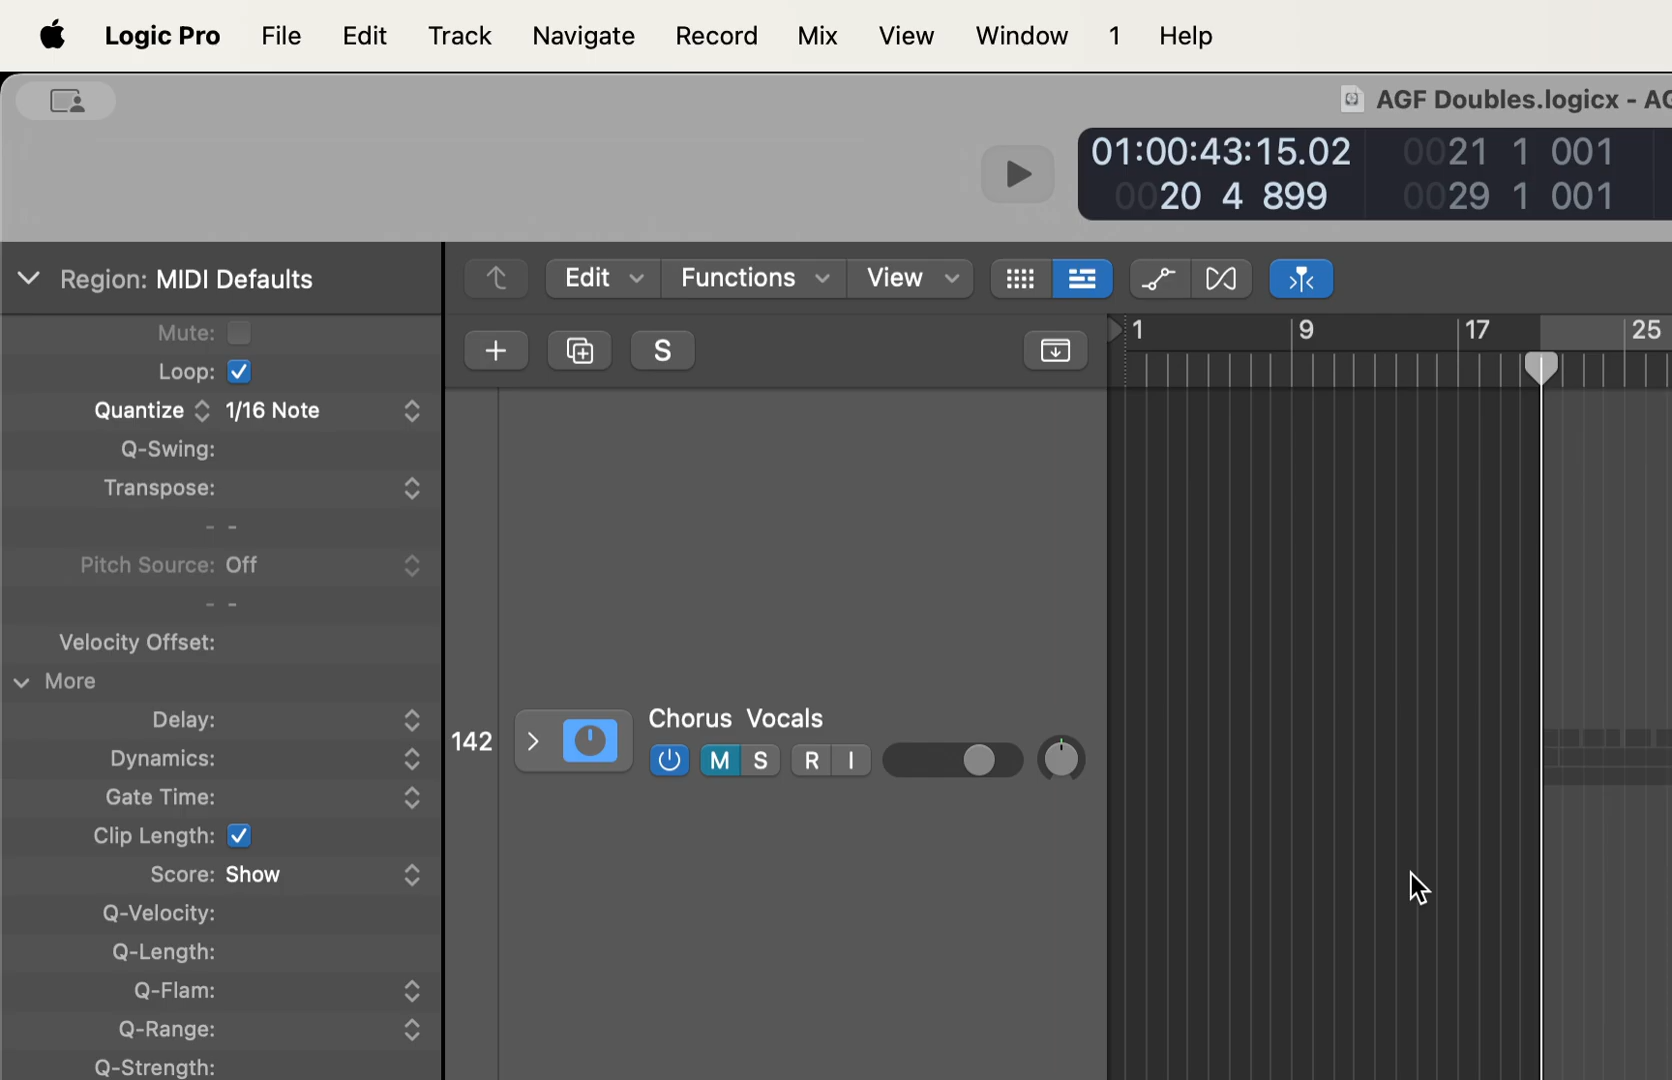 Logic Pro File Edit Track Navigate Record Mix View Window 1 Help
AGF Doubles.logicx - AG
01:00:43:15.02 0021 1 001
0020 4 899 0029 1 001
Region: MIDI Defaults
Edit Functions View
Mute:
Loop:
Quantize 1/16 Note
Q-Swing:
Transpose:
- -
Pitch Source: Off
- -
Velocity Offset:
More
Delay:
Dynamics:
Gate Time:
Clip Length:
Score: Show
Q-Velocity:
Q-Length:
Q-Flam:
Q-Range:
Q-Strength:
S
1 9 17 25
142
Chorus Vocals
M S R I